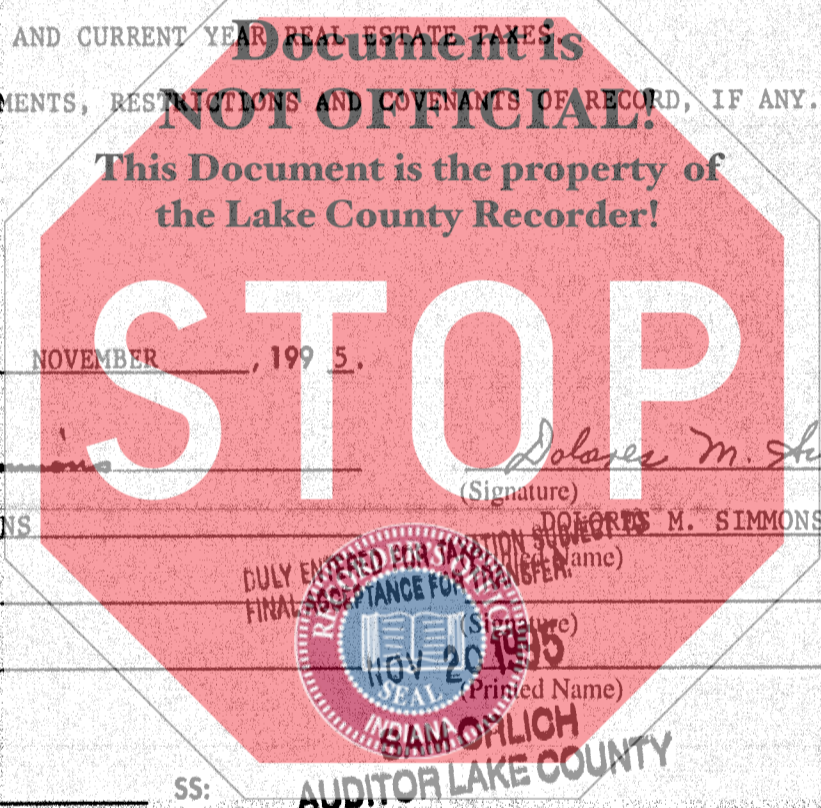 AND CURRENT YEAR REAL ESTATE TAXES.
Document is
MENTS, RESTRICTIONS AND COVENANTS OF RECORD, IF ANY.
NOT OFFICIAL!
This Document is the property of
the Lake County Recorder!
STOP
NOVEMBER , 199 5.
Dolores M.
(Signature)
NS DOLORES M. SIMMONS
(Printed Name)
DULY ENTERED FOR TAXATION SUBJECT TO
FINAL ACCEPTANCE FOR TRANSFER.
(Signature)
NOV 20 1995
(Printed Name)
SEAL
INDIANA
SAM ORLICH
AUDITOR LAKE COUNTY
SS: